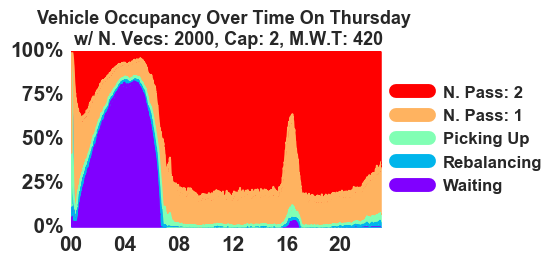 Vehicle Occupancy Over Time On Thursday
w/ N. Vecs: 2000, Cap: 2, M.W.T: 420
100%
75%
50%
25%
0%
00 04 08 12 16 20
N. Pass: 2
N. Pass: 1
Picking Up
Rebalancing
Waiting